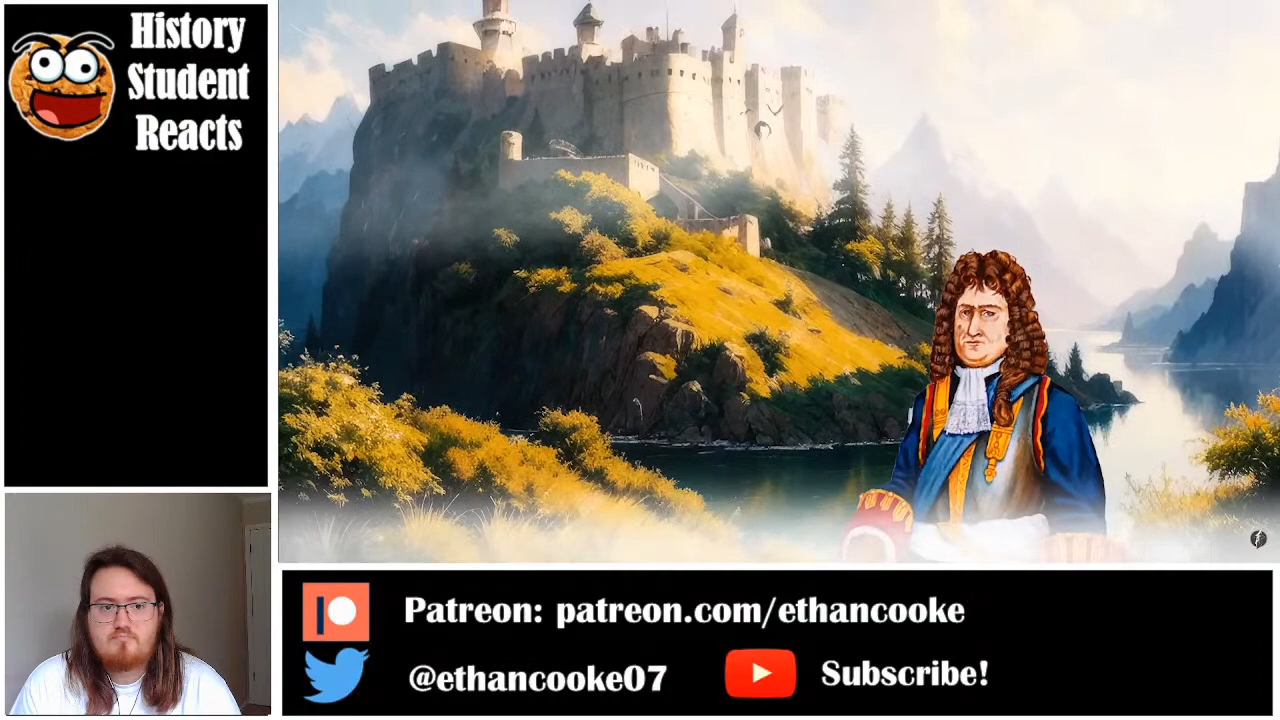 History
Student
Reacts
Patreon: patreon.com/ethancooke
@ethancooke07
Subscribe!